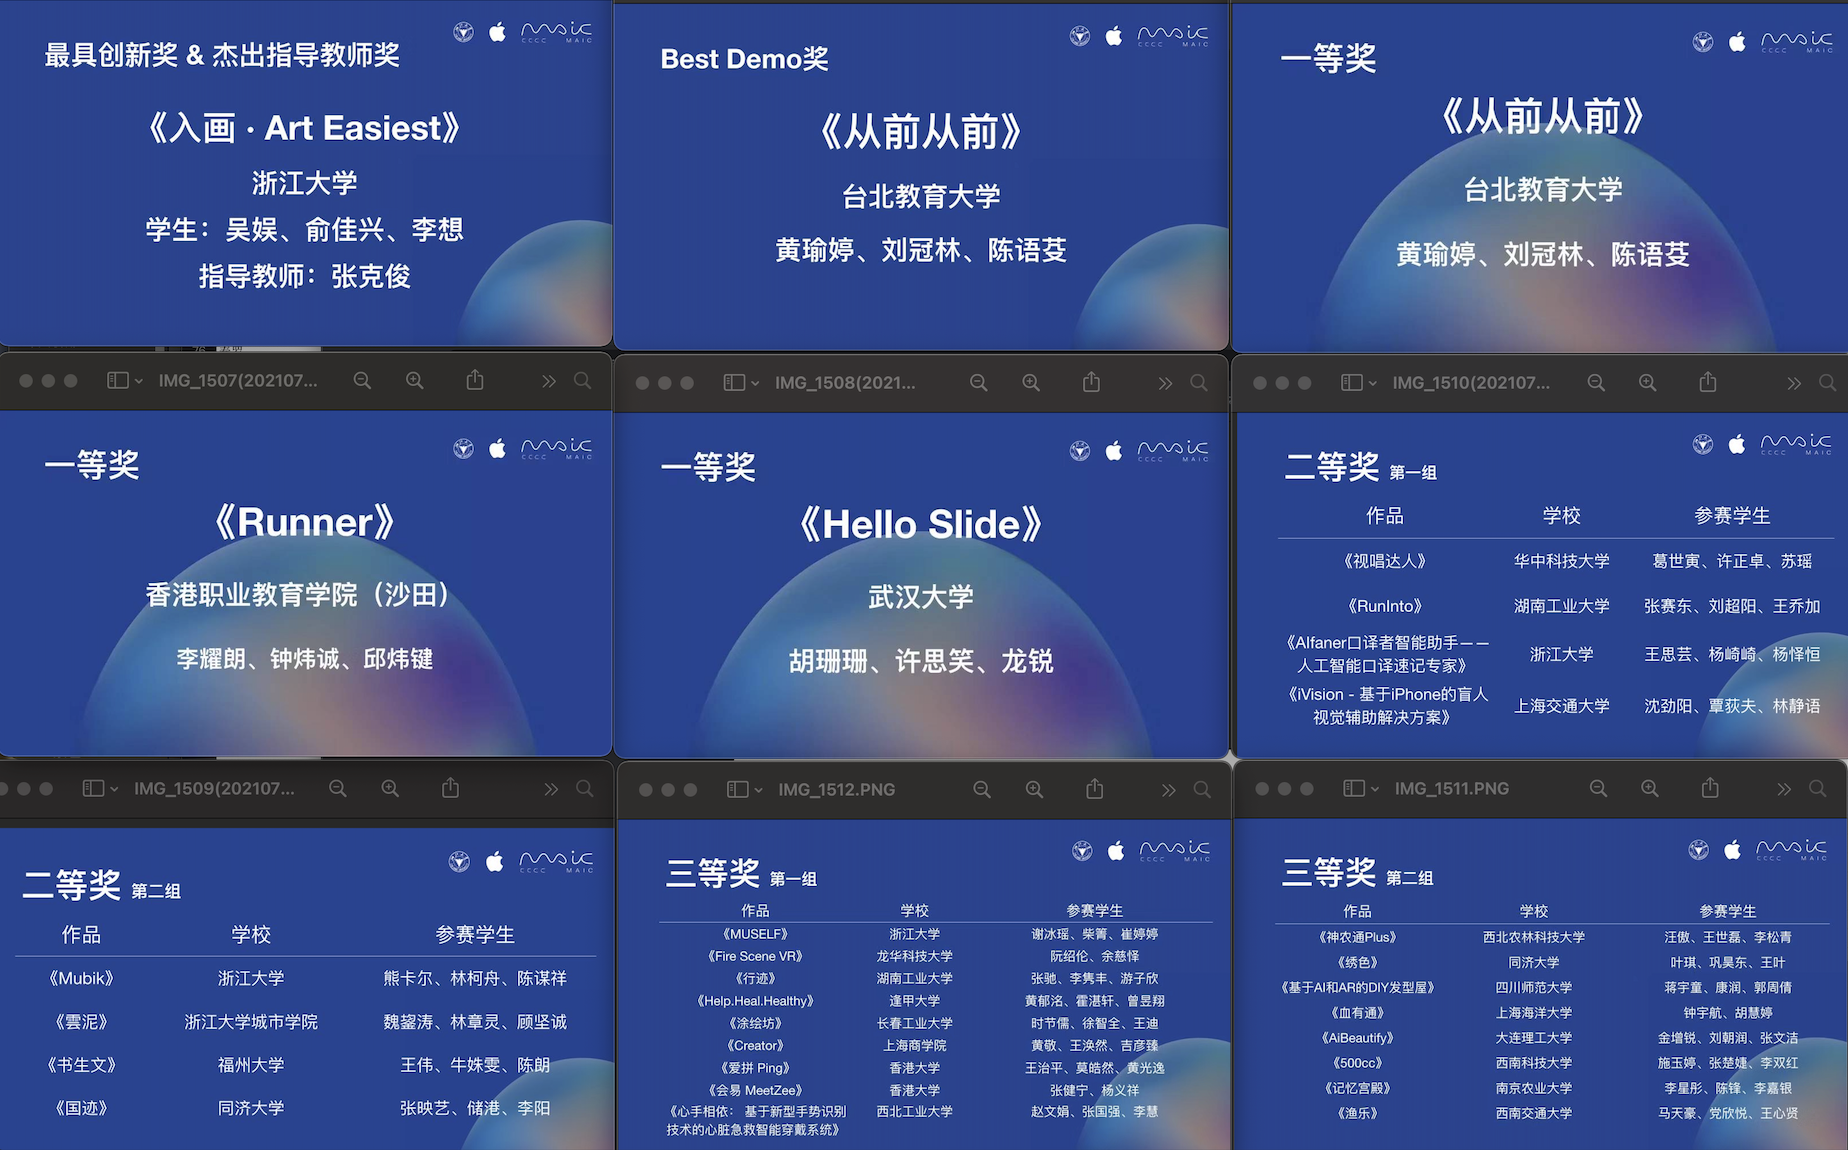 最具创新奖 & 杰出指导教师奖
CCCC MAIC
《入画 · Art Easiest》
浙江大学
学生：吴娱、俞佳兴、李想
指导教师：张克俊
Best Demo奖
CCCC MAIC
《从前从前》
台北教育大学
黄瑜婷、刘冠林、陈语芟
一等奖
CCCC MAIC
《从前从前》
台北教育大学
黄瑜婷、刘冠林、陈语芟
IMG_1507(202107...
一等奖
CCCC MAIC
《Runner》
香港职业教育学院（沙田）
李耀朗、钟炜诚、邱炜键
IMG_1508(2021...
一等奖
CCCC MAIC
《Hello Slide》
武汉大学
胡珊珊、许思笑、龙锐
IMG_1510(202107...
二等奖 第一组
CCCC MAIC
作品 学校 参赛学生
《视唱达人》 华中科技大学 葛世寅、许正卓、苏瑶
《RunInto》 湖南工业大学 张赛东、刘超阳、王乔加
《Alfaner口译者智能助手——
人工智能口译速记专家》 浙江大学 王思芸、杨崎崎、杨怿恒
《iVision - 基于iPhone的盲人
视觉辅助解决方案》 上海交通大学 沈劲阳、覃荻夫、林静语
IMG_1509(202107...
二等奖 第二组
CCCC MAIC
作品 学校 参赛学生
《Mubik》 浙江大学 熊卡尔、林柯舟、陈谋祥
《雲泥》 浙江大学城市学院 魏鋆涛、林章灵、顾坚诚
《书生文》 福州大学 王伟、牛姝雯、陈朗
《国迹》 同济大学 张映艺、储港、李阳
IMG_1512.PNG
三等奖 第一组
CCCC MAIC
作品 学校 参赛学生
《MUSELF》 浙江大学 谢冰瑶、柴菁、崔婷婷
《Fire Scene VR》 龙华科技大学 阮绍伦、余慈怿
《行迹》 湖南工业大学 张驰、李隽丰、游子欣
《Help.Heal.Healthy》 逢甲大学 黄郁洺、霍湛轩、曾昱翔
《涂绘坊》 长春工业大学 时节儒、徐智全、王迪
《Creator》 上海商学院 黄敬、王涣然、吉彦臻
《爱拼 Ping》 香港大学 王治平、莫皓然、黄光逸
《会易 MeetZee》 香港大学 张健宁、杨义祥
《心手相依： 基于新型手势识别
技术的心脏急救智能穿戴系统》 西北工业大学 赵文娟、张国强、李慧
IMG_1511.PNG
三等奖 第二组
CCCC MAIC
作品 学校 参赛学生
《神农通Plus》 西北农林科技大学 汪傲、王世磊、李松青
《绣色》 同济大学 叶琪、巩昊东、王叶
《基于AI和AR的DIY发型屋》 四川师范大学 蒋宇童、康润、郭周倩
《血有通》 上海海洋大学 钟宇航、胡慧婷
《AiBeautify》 大连理工大学 金增锐、刘朝润、张文洁
《500cc》 西南科技大学 施玉婷、张楚婕、李双红
《记忆宫殿》 南京农业大学 李星彤、陈锋、李嘉银
《渔乐》 西南交通大学 马天豪、党欣悦、王心贤